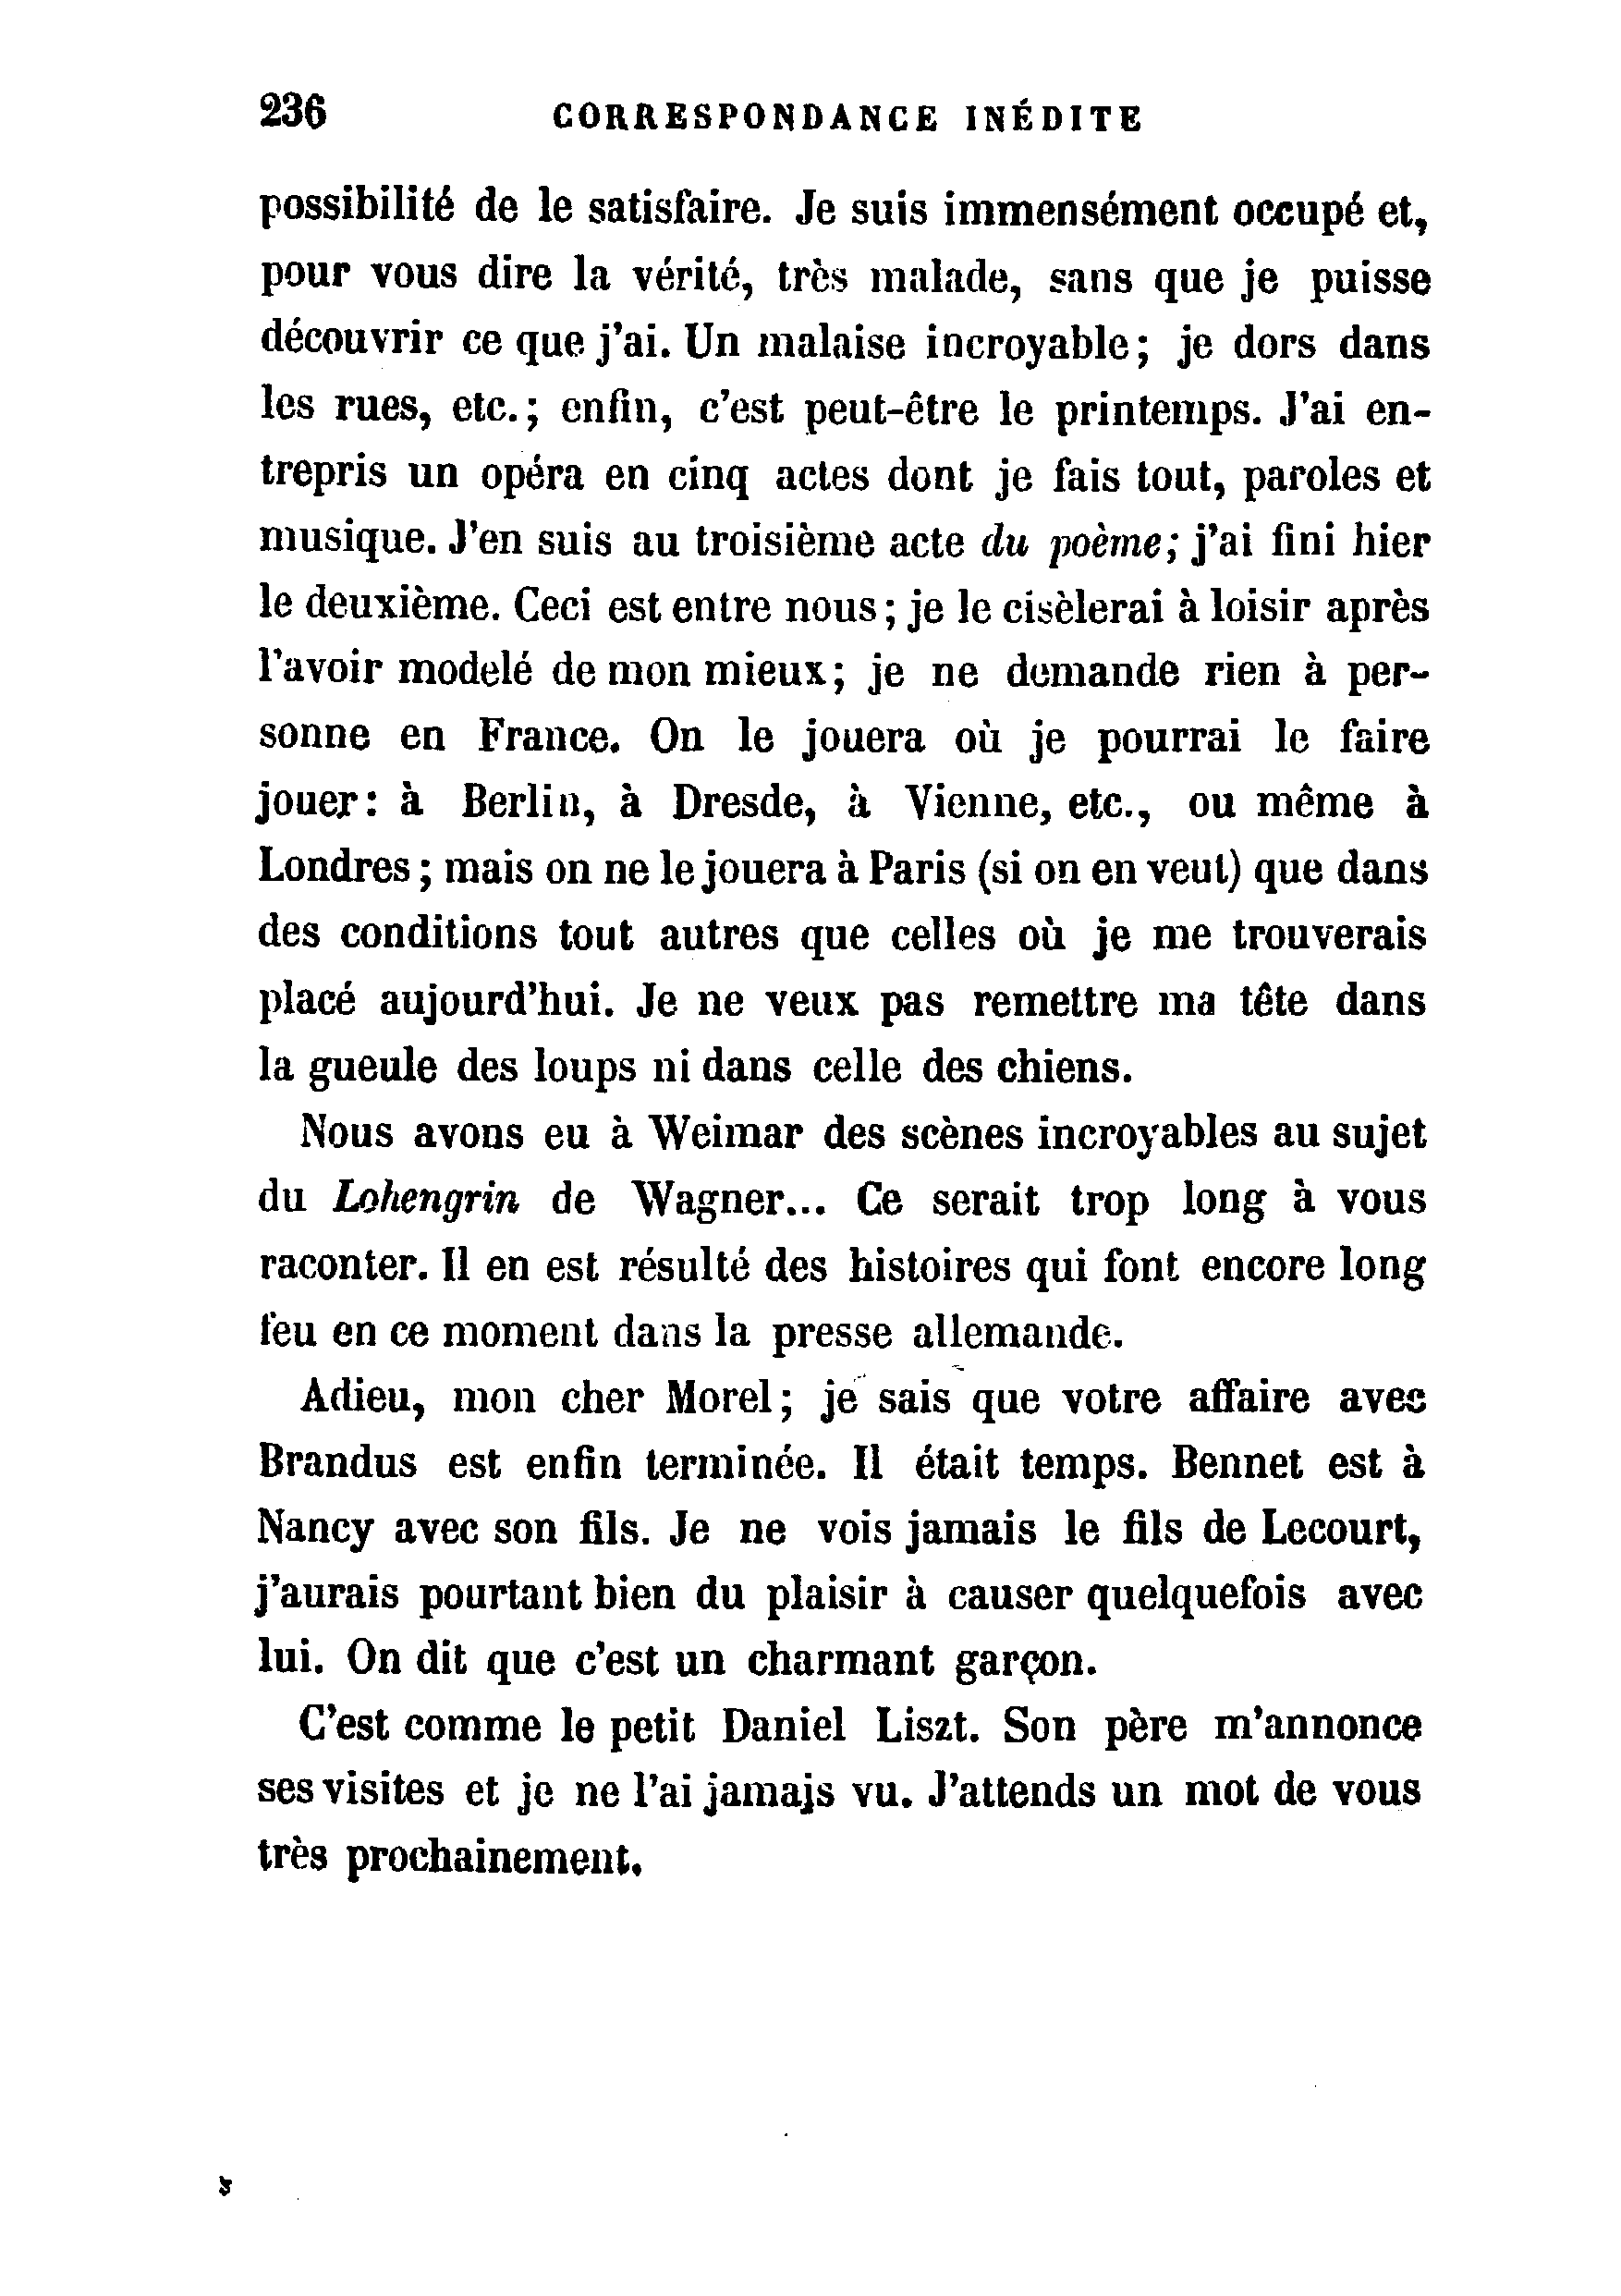 236 CORRESPONDANCE INÉDITE
possibilité de le satisfaire. Je suis immensément occupé et,
pour vous dire la vérité, très malade, sans que je puisse
découvrir ce que j'ai. Un malaise incroyable; je dors dans
les rues, etc.; enfin, c'est peut-être le printemps. J'ai en-
trepris un opéra en cinq actes dont je fais tout, paroles et
musique. J'en suis au troisième acte du poème; j'ai fini hier
le deuxième. Ceci est entre nous; je le cisèlerai à loisir après
l'avoir modelé de mon mieux; je ne demande rien à per-
sonne en France. On le jouera où je pourrai le faire
jouer: à Berlin, à Dresde, à Vienne, etc., ou même à
Londres; mais on ne le jouera à Paris (si on en veut) que dans
des conditions tout autres que celles où je me trouverais
placé aujourd'hui. Je ne veux pas remettre ma tête dans
la gueule des loups ni dans celle des chiens.
Nous avons eu à Weimar des scènes incroyables au sujet
du Lohengrin de Wagner... Ce serait trop long à vous
raconter. Il en est résulté des histoires qui font encore long
feu en ce moment dans la presse allemande.
Adieu, mon cher Morel; je sais que votre affaire avec
Brandus est enfin terminée. Il était temps. Bennet est à
Nancy avec son fils. Je ne vois jamais le fils de Lecourt,
j'aurais pourtant bien du plaisir à causer quelquefois avec
lui. On dit que c'est un charmant garçon.
C'est comme le petit Daniel Liszt. Son père m'annonce
ses visites et je ne l'ai jamais vu. J'attends un mot de vous
très prochainement.